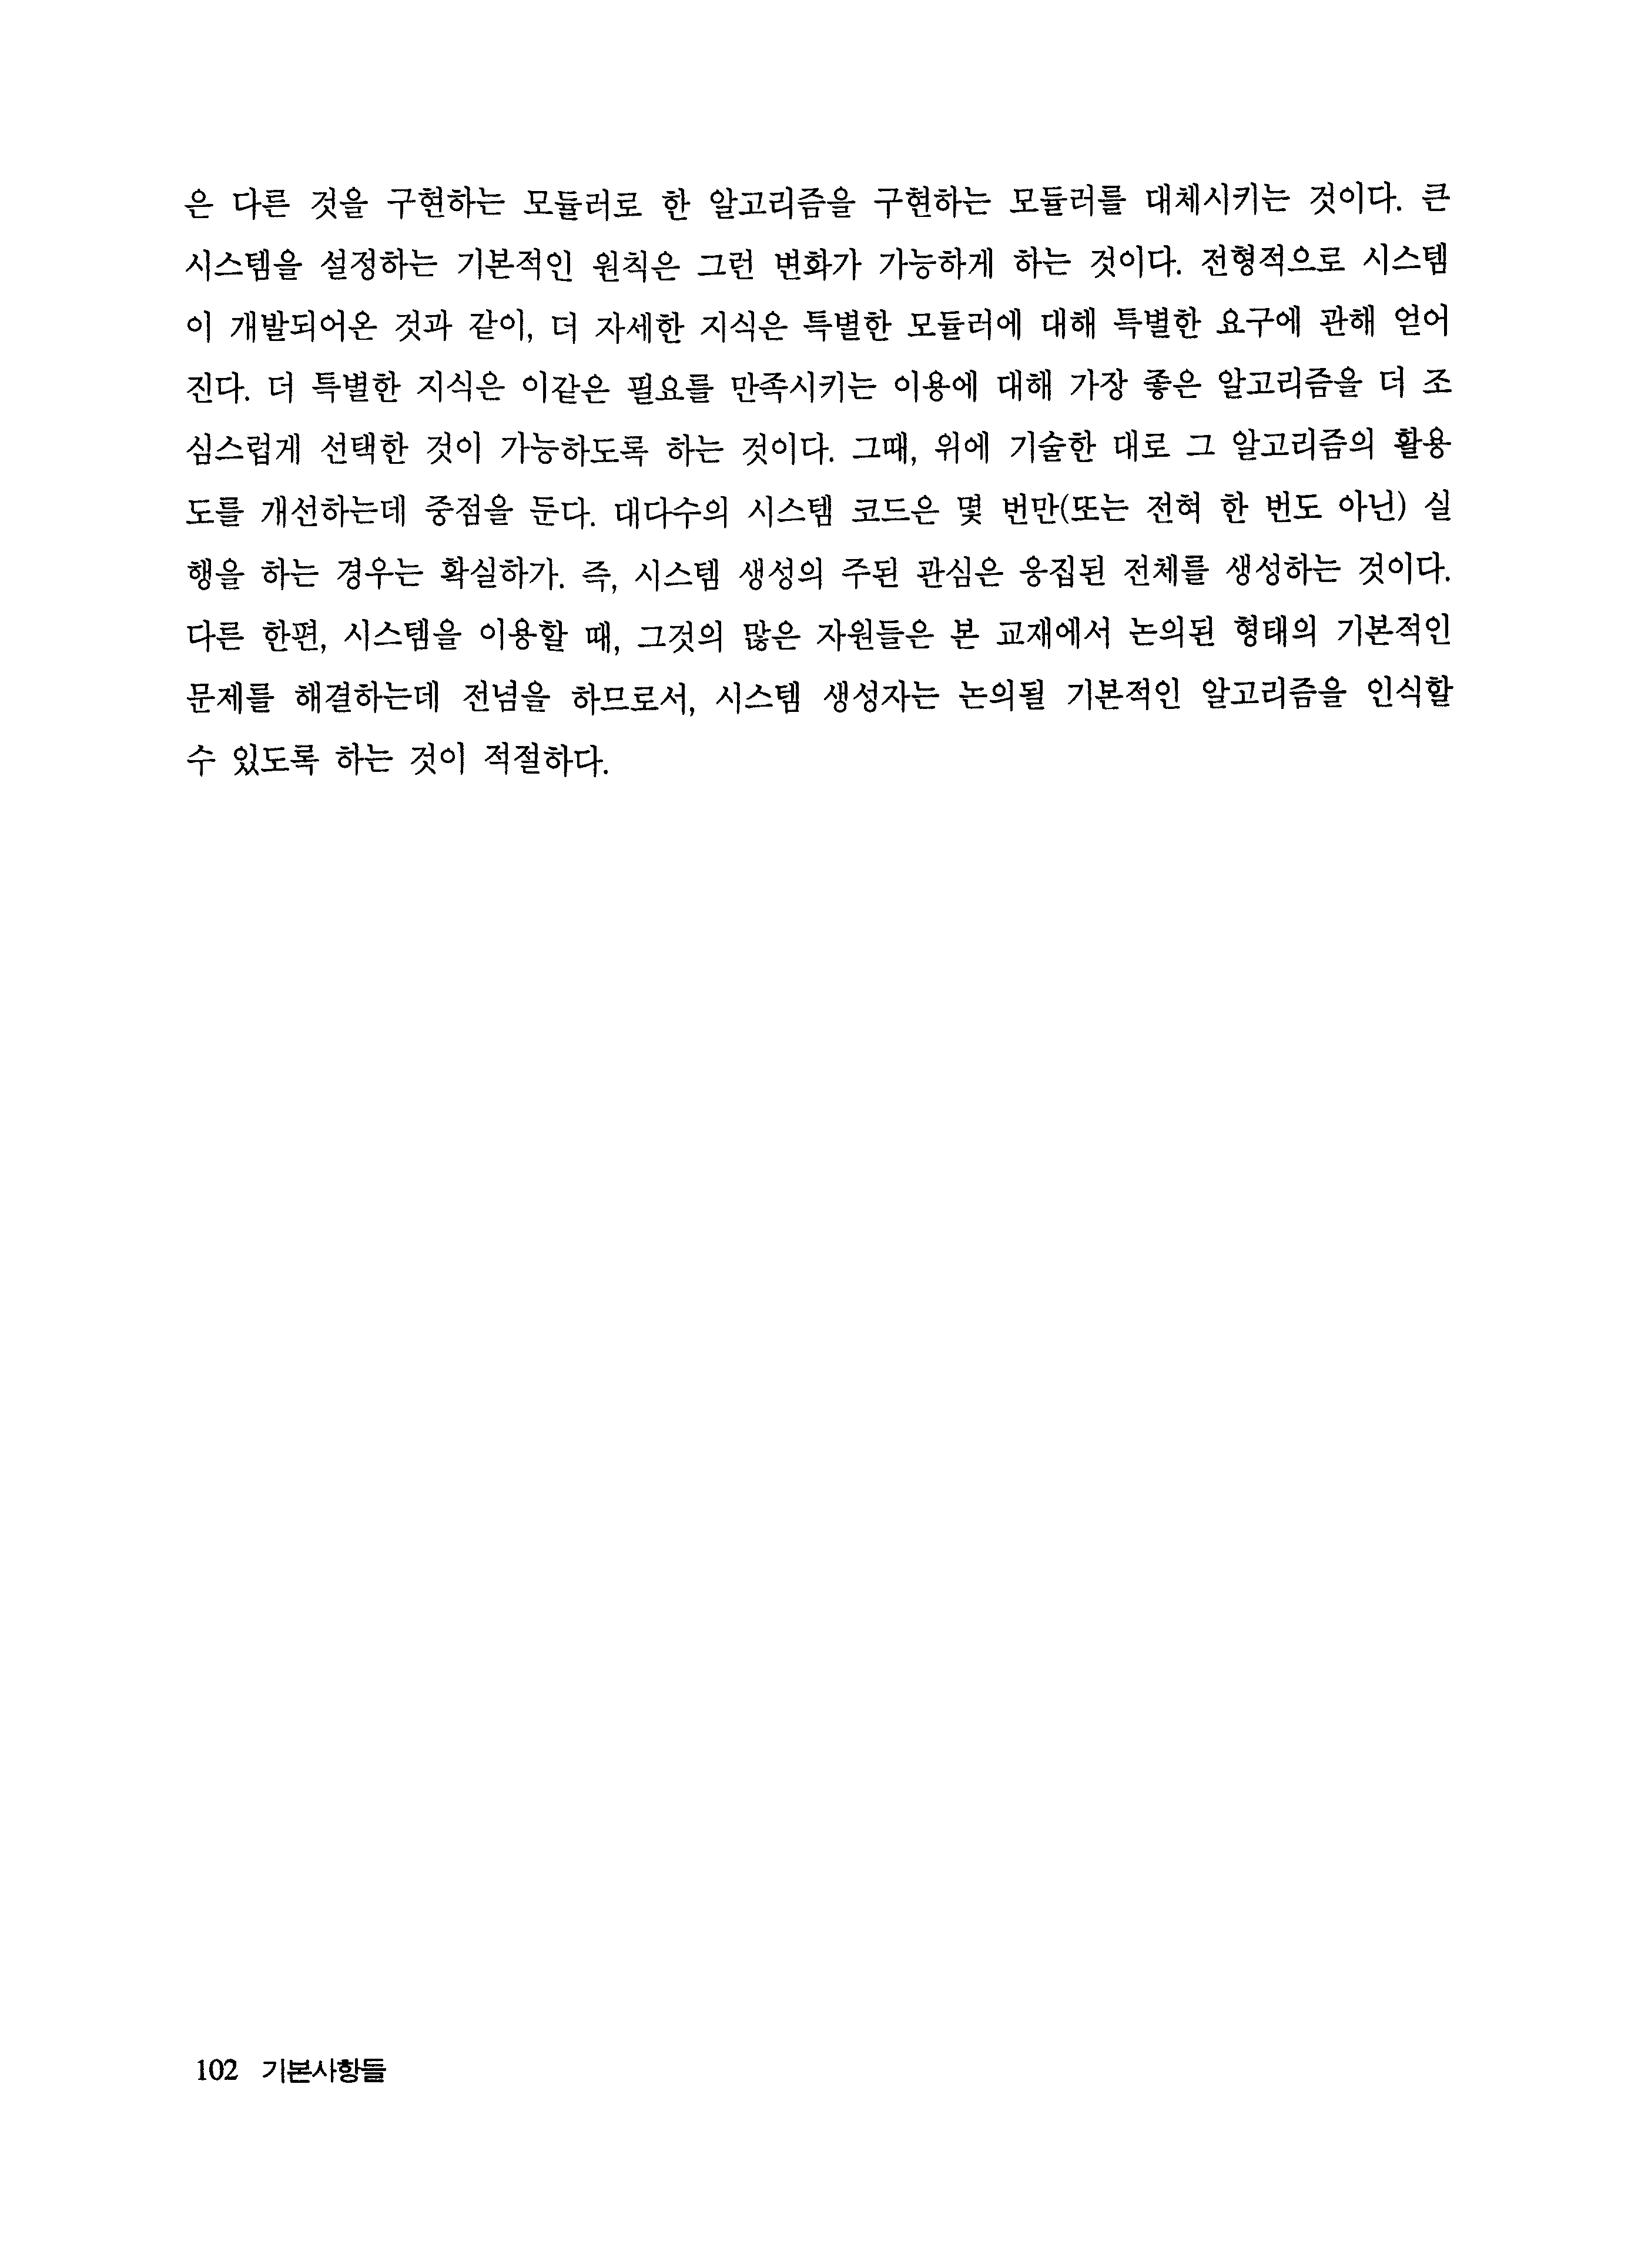 은 다른 것을 구현하는 모듈러로 한 알고리즘을 구현하는 모듈러를 대체시키는 것이다. 큰
시스템을 설정하는 기본적인 원칙은 그런 변화가 가능하게 하는 것이다. 전형적으로 시스템
이 개발되어온 것과 같이, 더 자세한 지식은 특별한 모듈러에 대해 특별한 요구에 관해 얻어
진다. 더 특별한 지식은 이같은 필요를 만족시키는 이용에 대해 가장 좋은 알고리즘을 더 조
심스럽게 선택한 것이 가능하도록 하는 것이다. 그때, 위에 기술한 대로 그 알고리즘의 활용
도를 개선하는데 중점을 둔다. 대다수의 시스템 코드은 몇 번만(또는 전혀 한 번도 아닌) 실
행을 하는 경우는 확실하가. 즉, 시스템 생성의 주된 관심은 응집된 전체를 생성하는 것이다.
다른 한편, 시스템을 이용할 때, 그것의 많은 자원들은 본 교재에서 논의된 형태의 기본적인
문제를 해결하는데 전념을 하므로서, 시스템 생성자는 논의될 기본적인 알고리즘을 인식할
수 있도록 하는 것이 적절하다.
102 기본사항들